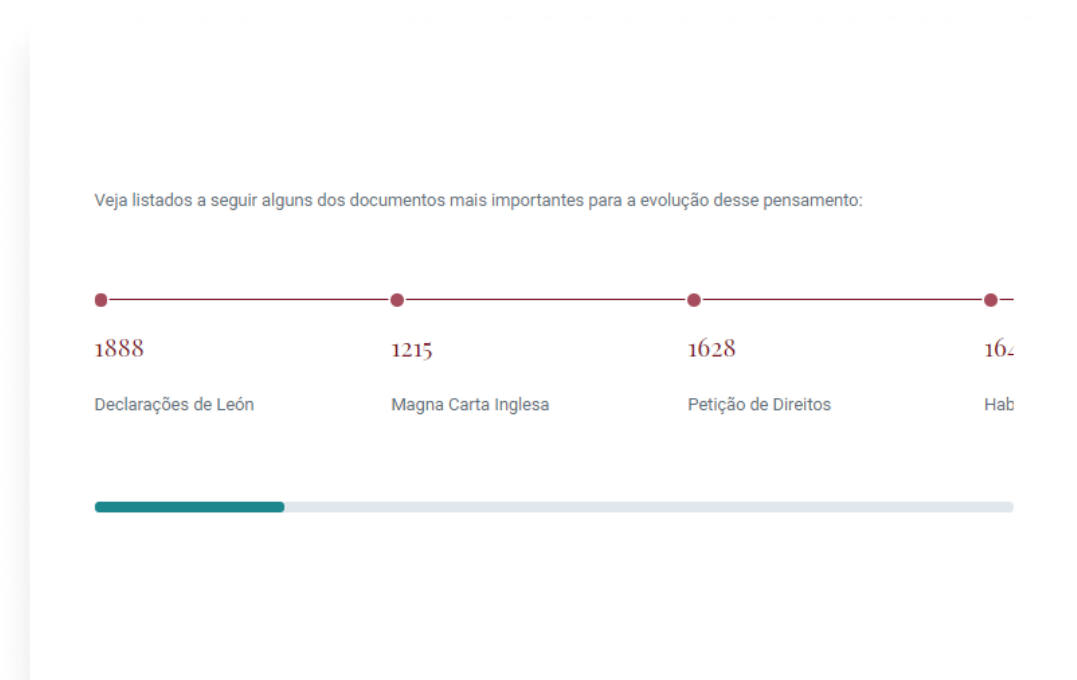 Veja listados a seguir alguns dos documentos mais importantes para a evolução desse pensamento:
1888
1215
1628
Declarações de León
Magna Carta Inglesa
Petição de Direitos